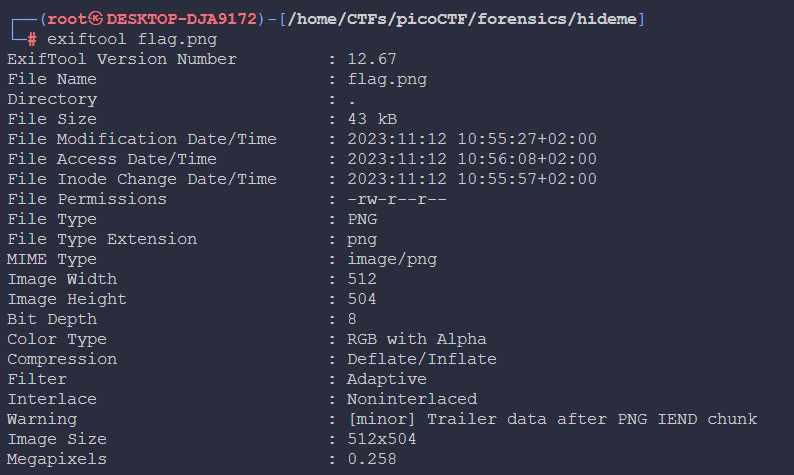 ┌──(root㉿DESKTOP-DJA9172)-[/home/CTFs/picoCTF/forensics/hideme]
└─# exiftool flag.png
ExifTool Version Number         : 12.67
File Name                       : flag.png
Directory                       : .
File Size                       : 43 kB
File Modification Date/Time     : 2023:11:12 10:55:27+02:00
File Access Date/Time           : 2023:11:12 10:56:08+02:00
File Inode Change Date/Time     : 2023:11:12 10:55:57+02:00
File Permissions                : -rw-r--r--
File Type                       : PNG
File Type Extension             : png
MIME Type                       : image/png
Image Width                     : 512
Image Height                    : 504
Bit Depth                       : 8
Color Type                      : RGB with Alpha
Compression                     : Deflate/Inflate
Filter                          : Adaptive
Interlace                       : Noninterlaced
Warning                         : [minor] Trailer data after PNG IEND chunk
Image Size                      : 512x504
Megapixels                      : 0.258